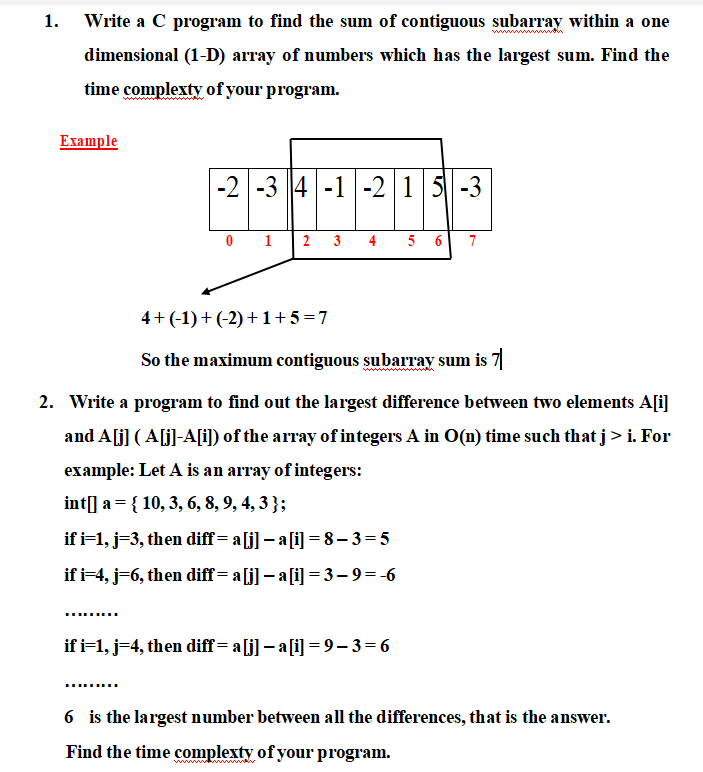 1. Write a C program to find the sum of contiguous subarray within a one
dimensional (1-D) array of numbers which has the largest sum. Find the
time complexty of your program.
Example
-2 -3 4 -1 -2 1 5 -3
0 1 2 3 4 5 6 7
4 + (-1) + (-2) + 1 + 5 = 7
So the maximum contiguous subarray sum is 7
2. Write a program to find out the largest difference between two elements A[i]
and A[j] ( A[j]-A[i]) of the array of integers A in O(n) time such that j > i. For
example: Let A is an array of integers:
int[] a = { 10, 3, 6, 8, 9, 4, 3 };
if i=1, j=3, then diff = a[j] – a[i] = 8 – 3 = 5
if i=4, j=6, then diff = a[j] – a[i] = 3 – 9 = -6
………
if i=1, j=4, then diff = a[j] – a[i] = 9 – 3 = 6
………
6 is the largest number between all the differences, that is the answer.
Find the time complexty of your program.